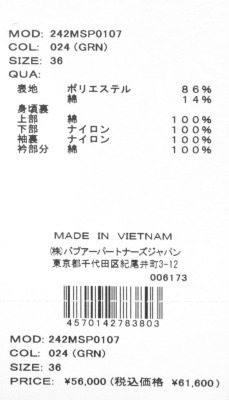 MOD: 242MSP0107
COL: 024 (GRN)
SIZE: 36
QUA:
表地 ポリエステル 86%
綿 14%
身頃裏
上部 綿 100%
下部 ナイロン 100%
袖裏 ナイロン 100%
衿部分 綿 100%
MADE IN VIETNAM
(株)バブアーパートナーズジャパン
東京都千代田区紀尾井町3-12
006173
4570142783803
MOD: 242MSP0107
COL: 024 (GRN)
SIZE: 36
PRICE: ¥56,000 (税込価格 ¥61,600)